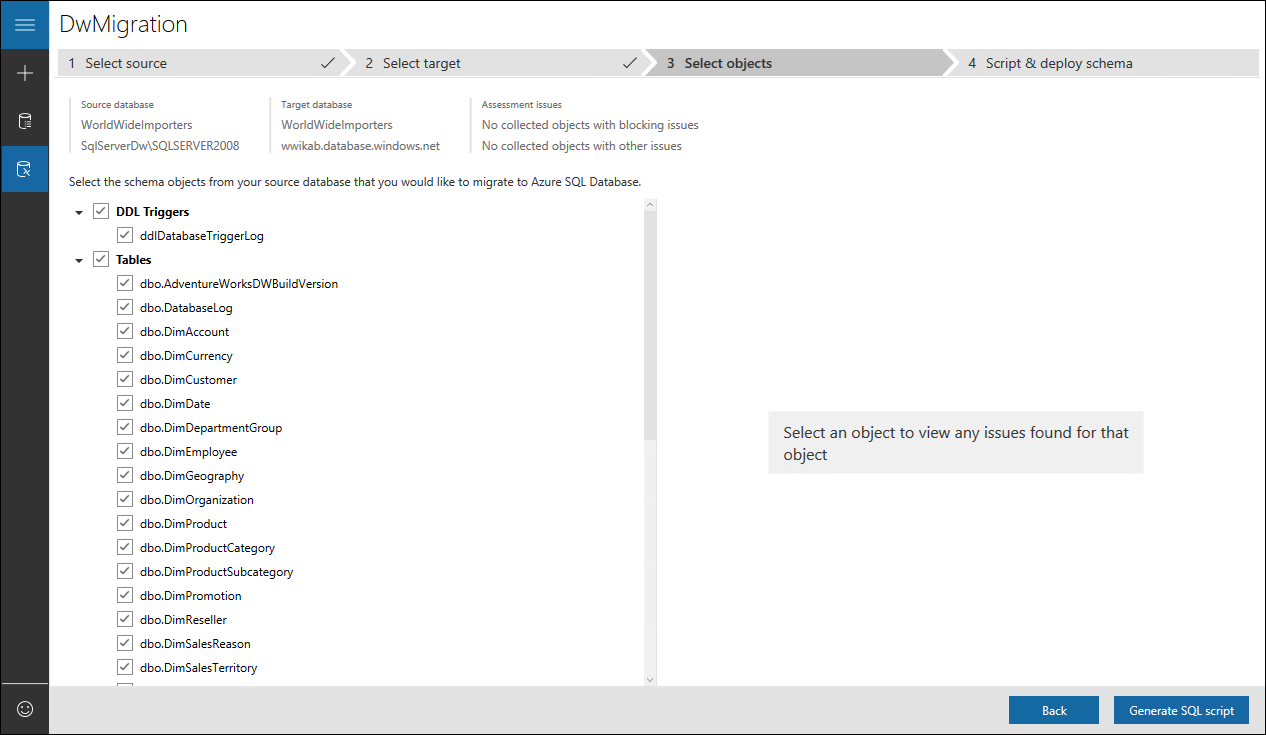 DwMigration
1 Select source
2 Select target
3 Select objects
4 Script & deploy schema
Source database
WorldWideImporters
SqlServerDw\SQLSERVER2008
Target database
WorldWideImporters
wwikab.database.windows.net
Assessment issues
No collected objects with blocking issues
No collected objects with other issues
Select the schema objects from your source database that you would like to migrate to Azure SQL Database.
DDL Triggers
ddlDatabaseTriggerLog
Tables
dbo.AdventureWorksDWBuildVersion
dbo.DatabaseLog
dbo.DimAccount
dbo.DimCurrency
dbo.DimCustomer
dbo.DimDate
dbo.DimDepartmentGroup
dbo.DimEmployee
dbo.DimGeography
dbo.DimOrganization
dbo.DimProduct
dbo.DimProductCategory
dbo.DimProductSubcategory
dbo.DimPromotion
dbo.DimReseller
dbo.DimSalesReason
dbo.DimSalesTerritory
Select an object to view any issues found for that
object
Back
Generate SQL script